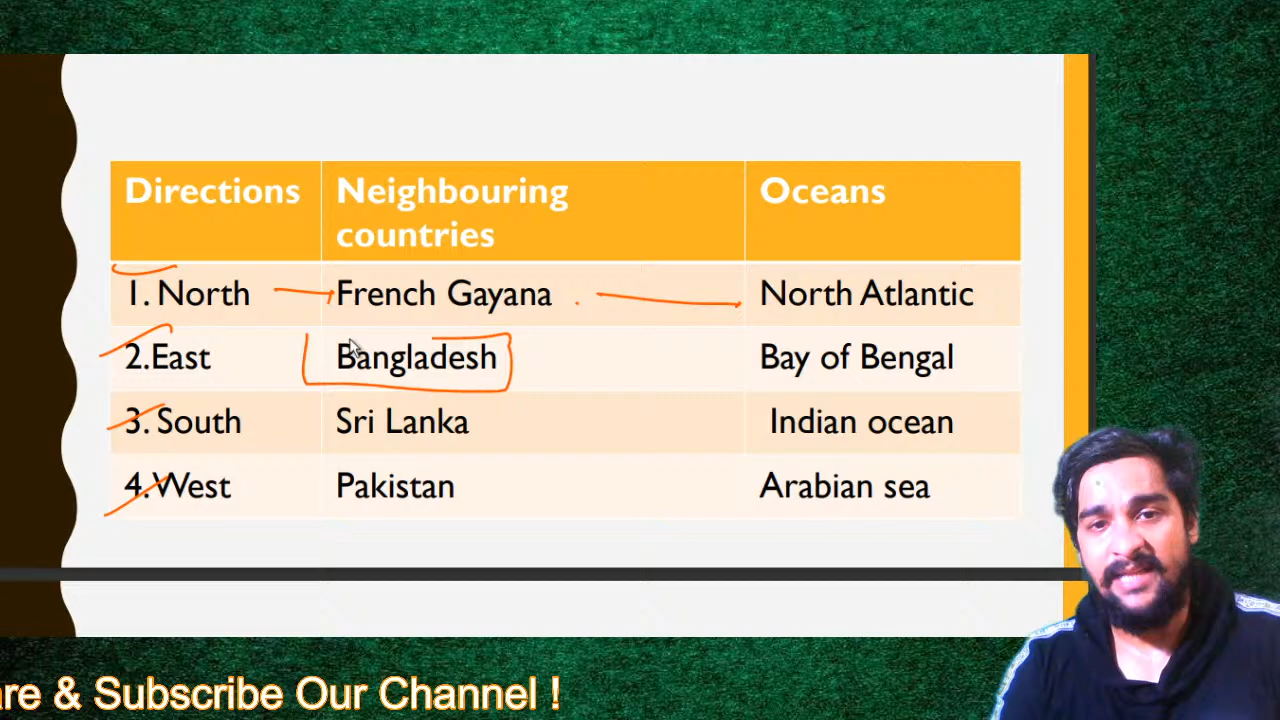 Directions Neighbouring Oceans
countries
1. North French Gayana North Atlantic
2.East Bangladesh Bay of Bengal
3. South Sri Lanka Indian ocean
4.West Pakistan Arabian sea
are & Subscribe Our Channel !